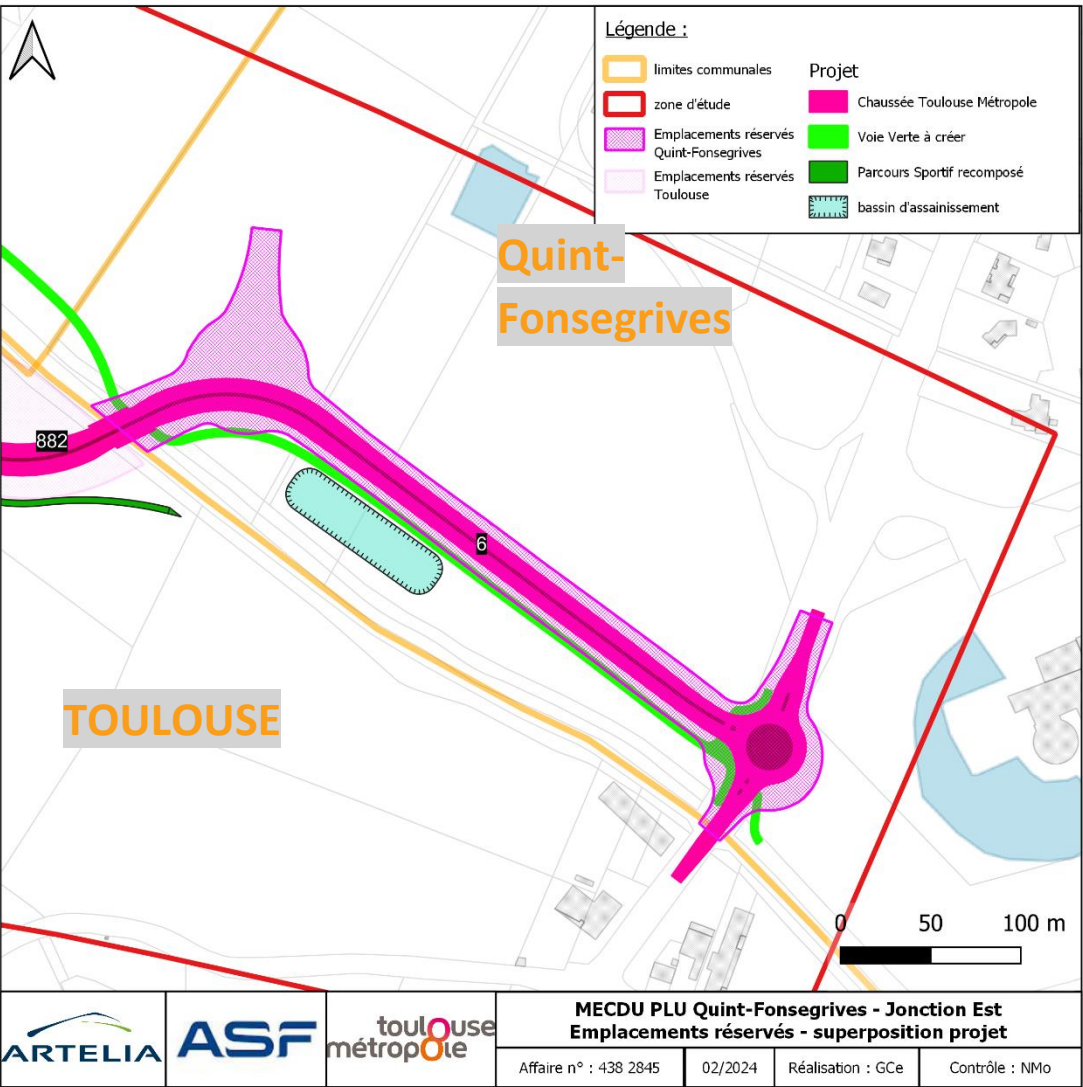 Légende :
limites communales
zone d'étude
Emplacements réservés
Quint-Fonsegrives
Emplacements réservés
Toulouse
Projet
Chaussée Toulouse Métropole
Voie Verte à créer
Parcours Sportif recomposé
bassin d'assainissement
Quint-
Fonsegrives
882
6
TOULOUSE
0 50 100 m
ARTELIA
ASF
toulouse
métropole
MECDU PLU Quint-Fonsegrives - Jonction Est
Emplacements réservés - superposition projet
Affaire n° : 438 2845
02/2024
Réalisation : GCe
Contrôle : NMo